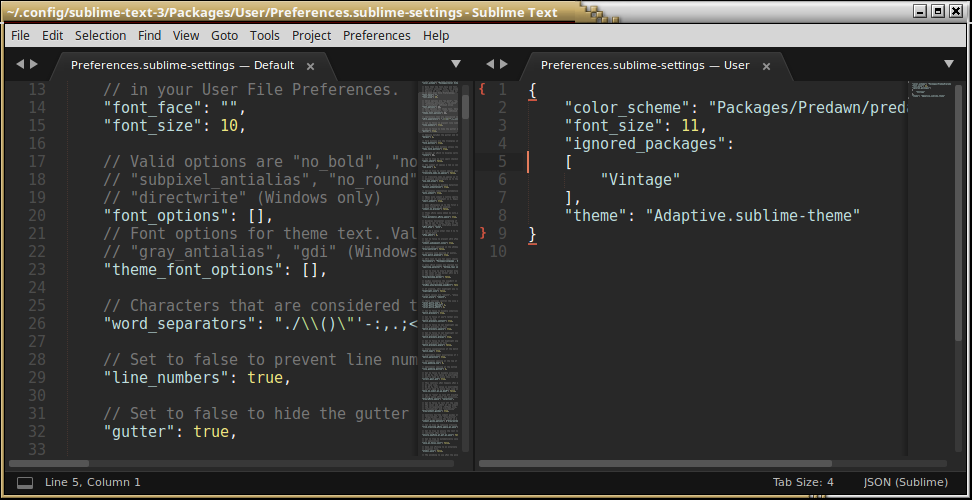 ~/.config/sublime-text-3/Packages/User/Preferences.sublime-settings - Sublime Text
File Edit Selection Find View Goto Tools Project Preferences Help
Preferences.sublime-settings — Default ×
13 // in your User File Preferences.
14 "font_face": "",
15 "font_size": 10,
16
17 // Valid options are "no_bold", "no
18 // "subpixel_antialias", "no_round"
19 // "directwrite" (Windows only)
20 "font_options": [],
21 // Font options for theme text. Val
22 // "gray_antialias", "gdi" (Windows
23 "theme_font_options": [],
24
25 // Characters that are considered t
26 "word_separators": "./\\()\"'-:,.;<
27
28 // Set to false to prevent line num
29 "line_numbers": true,
30
31 // Set to false to hide the gutter
32 "gutter": true,
33
Preferences.sublime-settings — User ×
{ 1 {
2 "color_scheme": "Packages/Predawn/preda
3 "font_size": 11,
4 "ignored_packages":
5 [
6 "Vintage"
7 ],
8 "theme": "Adaptive.sublime-theme"
} 9 }
10
Line 5, Column 1
Tab Size: 4 JSON (Sublime)